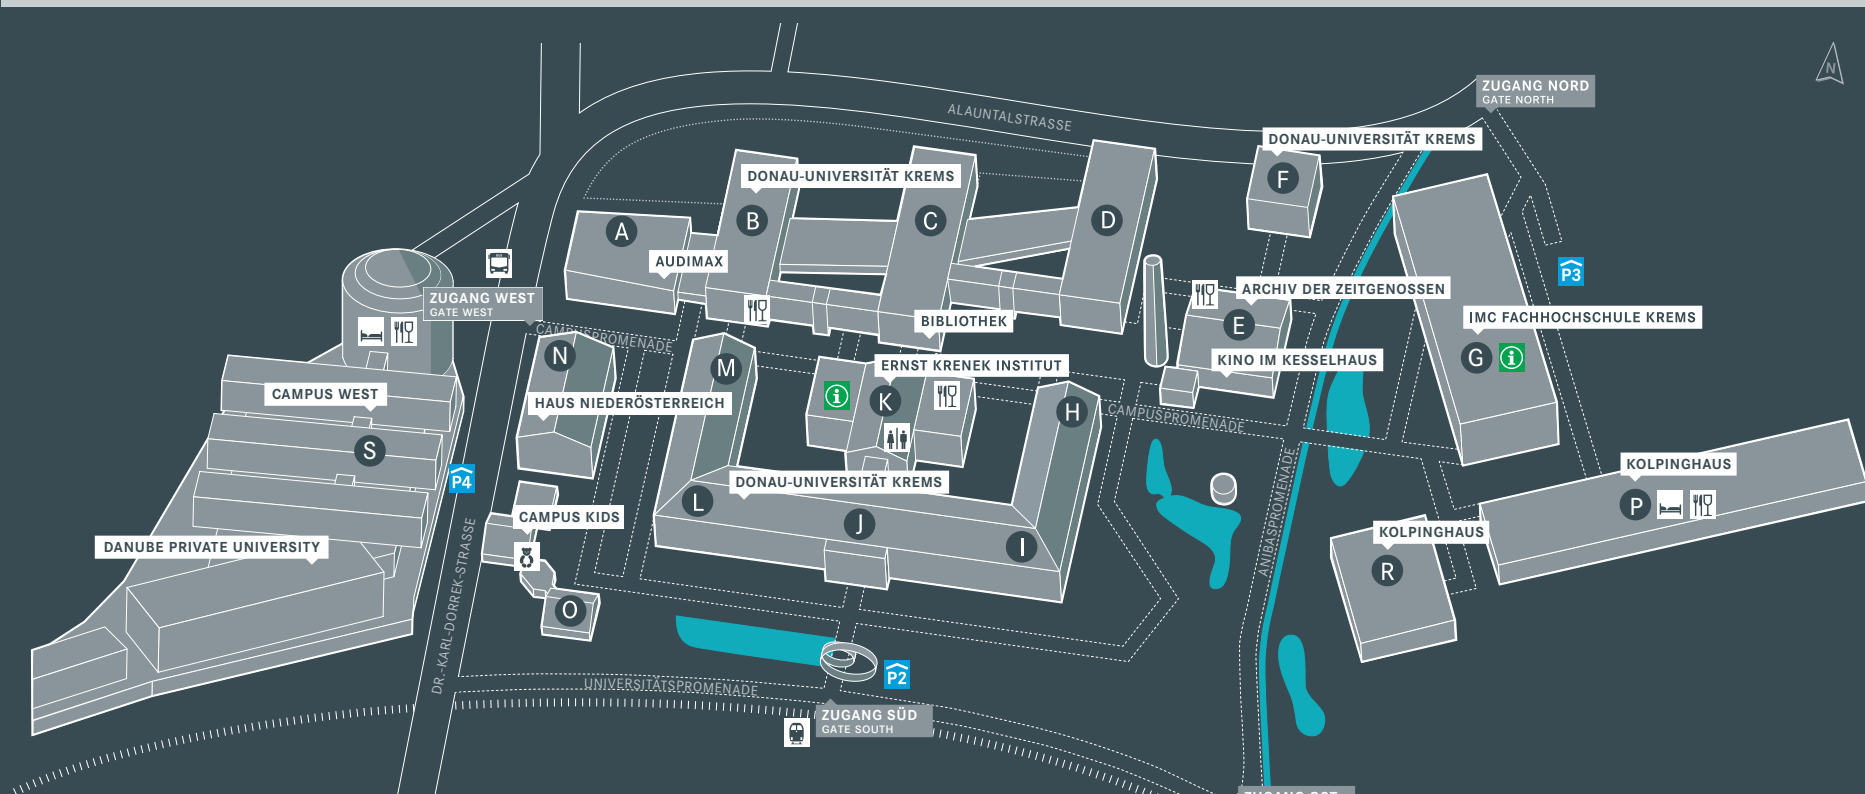 N
ZUGANG NORD
GATE NORTH
ALAUNTALSTRASSE
DONAU-UNIVERSITÄT KREMS
F
DONAU-UNIVERSITÄT KREMS
A
B
C
D
AUDIMAX
P3
ZUGANG WEST
GATE WEST
ARCHIV DER ZEITGENOSSEN
E
BIBLIOTHEK
IMC FACHHOCHSCHULE KREMS
G
i
CAMPUSPROMENADE
N
M
KINO IM KESSELHAUS
ERNST KRENEK INSTITUT
i
K
CAMPUS WEST
HAUS NIEDERÖSTERREICH
H
CAMPUSPROMENADE
S
P4
DONAU-UNIVERSITÄT KREMS
L
J
I
KOLPINGHAUS
P
CAMPUS KIDS
ANIBASPROMENADE
KOLPINGHAUS
R
DANUBE PRIVATE UNIVERSITY
DR.-KARL-DORREK-STRASSE
O
P2
UNIVERSITÄTSPROMENADE
ZUGANG SÜD
GATE SOUTH